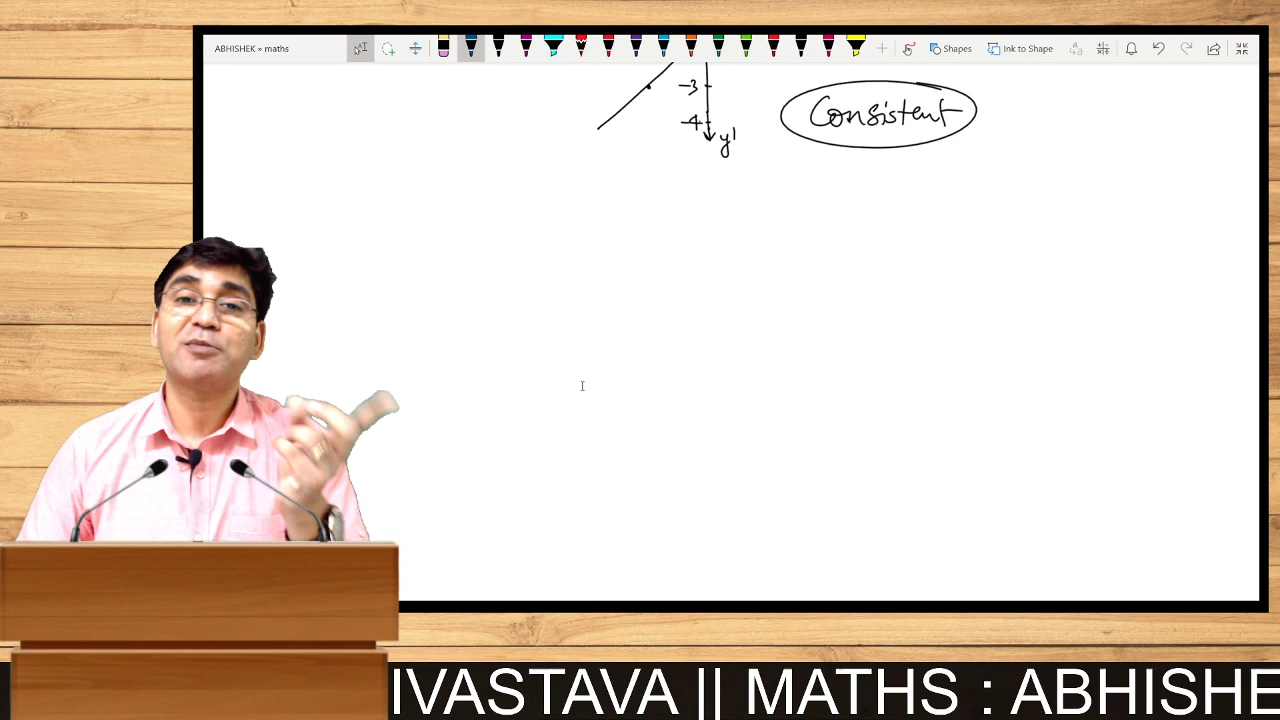 ABHISHEK » maths
Shapes
Ink to Shape
-3
Consistent
-4
y'
IVASTAVA || MATHS : ABHISHE